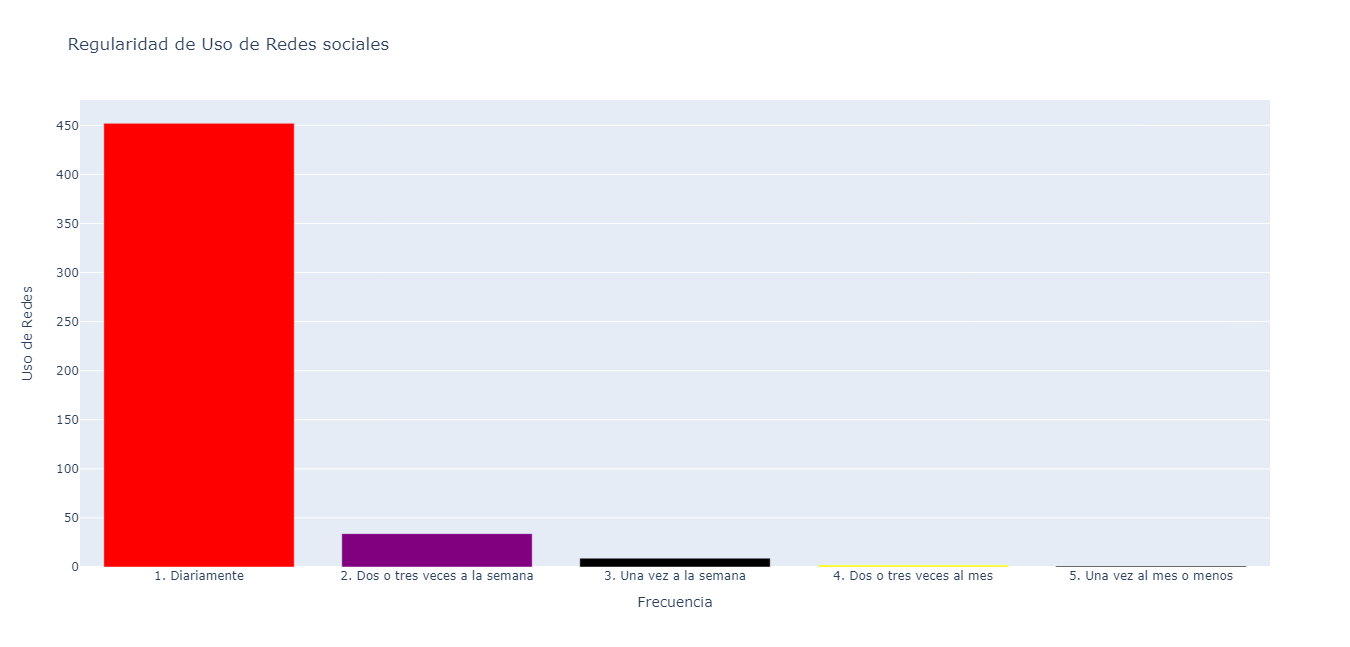 Regularidad de Uso de Redes sociales
Uso de Redes
450
400
350
300
250
200
150
100
50
0
1. Diariamente
2. Dos o tres veces a la semana
3. Una vez a la semana
4. Dos o tres veces al mes
5. Una vez al mes o menos
Frecuencia